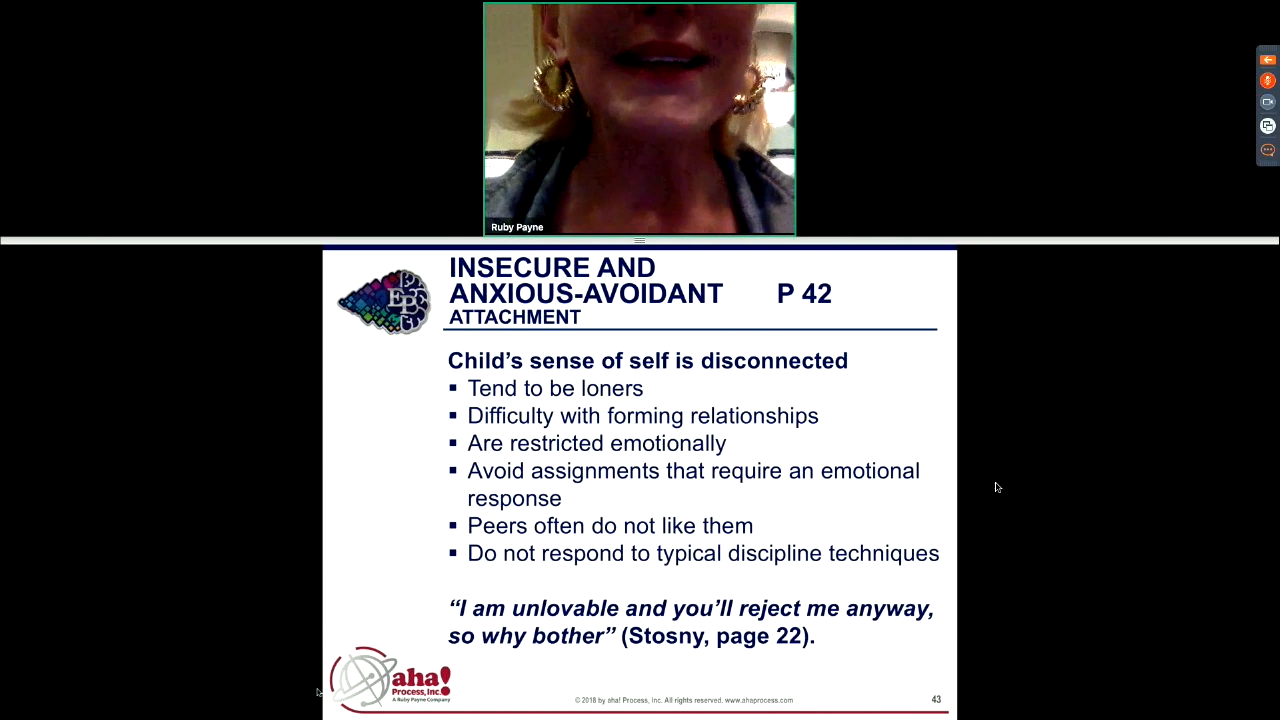 Ruby Payne
INSECURE AND
ANXIOUS-AVOIDANT P 42
ATTACHMENT
Child’s sense of self is disconnected
▪ Tend to be loners
▪ Difficulty with forming relationships
▪ Are restricted emotionally
▪ Avoid assignments that require an emotional
response
▪ Peers often do not like them
▪ Do not respond to typical discipline techniques
“I am unlovable and you’ll reject me anyway,
so why bother” (Stosny, page 22).
aha!
Process, Inc.
A Ruby Payne Company
© 2018 by aha! Process, Inc. All rights reserved. www.ahaprocess.com
43